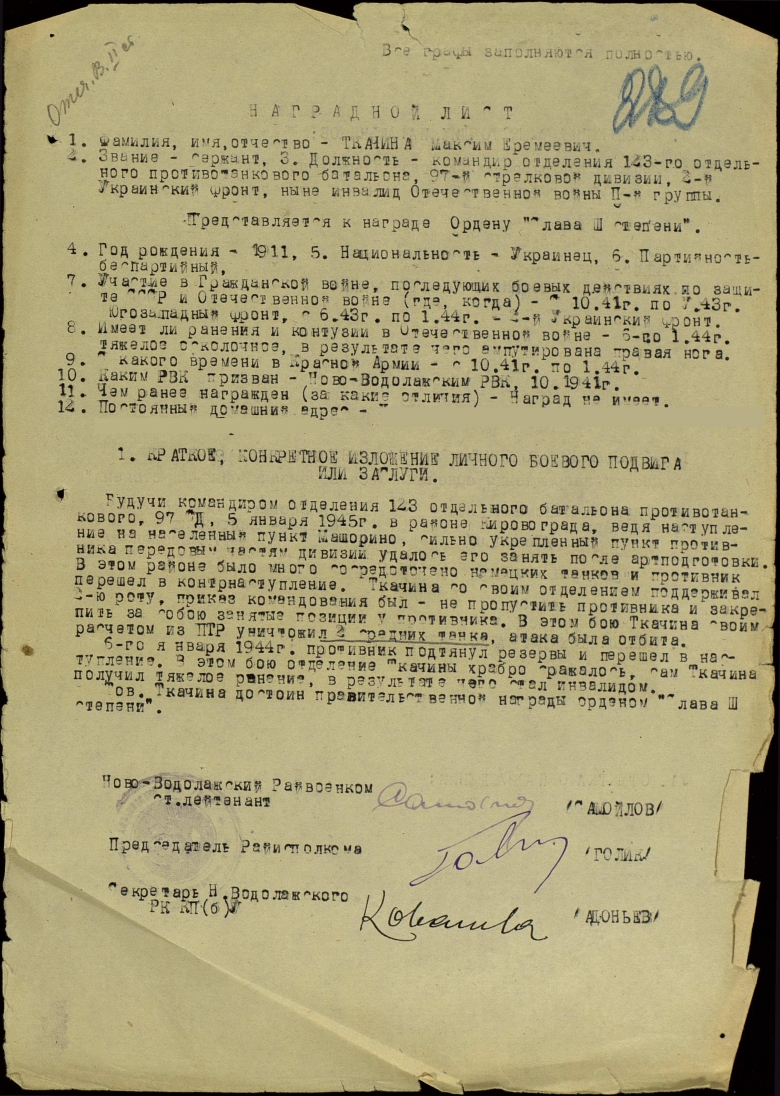 Все графы заполняются полностью.
Отеч. В. II ст
229
НАГРАДНОЙ ЛИСТ
1. Фамилия, имя,отчество - ТКАЧИНА Максим Еремеевич.
2. Звание - сержант, 3. Должность - командир отделения 123-го отдель-
ного противотанкового батальона, 97-й стрелковой дивизии, 2-й
Украинский фронт, ныне инвалид Отечественной войны П-й группы.
Представляется к награде Ордену "Слава Ш степени".
4. Год рождения - 1911, 5. Национальность - Украинец, 6. Партийность-
беспартийный,
7. Участие в Гражданской войне, последующих боевых действиях по защи-
те СССР и Отечественной войне (где, когда) - С 10.41г. по У.43г.
Югозападный фронт, с 6.43г. по 1.44г. - 2-й Украинский фронт.
8. Имеет ли ранения и контузии в Отечественной войне - 6-го 1.44г.
тяжелое осколочное, в результате чего ампутирована правая нога.
9. С какого времени в Красной Армии - с 10.41г. по 1.44г.
10. Каким РВК призван - Ново-Водолажским РВК, 10.1941г.
11. Чем ранее награжден (за какие отличия) - Наград не имеет.
12. Постоянный домашний адрес -
1. КРАТКОЕ, КОНКРЕТНОЕ ИЗЛОЖЕНИЕ ЛИЧНОГО БОЕВОГО ПОДВИГА
ИЛИ ЗАСЛУГИ.
Будучи командиром отделения 123 отдельного батальона противотан-
кового, 97 СД, 5 января 1945г. в районе Кировограда, ведя наступле-
ние на населенный пункт Машорино, сильно укрепленный пункт против-
ника передовым частям дивизии удалось его занять после артподготовки.
В этом районе было много сосредоточено немецких танков и противник
перешел в контрнаступление. Ткачина со своим отделением поддерживал
2-ю роту, приказ командования был - не пропустить противника и закре-
пить за собою занятые позиции у противника. В этом бою Ткачина своим
расчетом из ПТР уничтожил 2 средних танка, атака была отбита.
6-го января 1944г. противник подтянул резервы и перешел в нас-
тупление. В этом бою отделение Ткачины храбро сражалось, сам Ткачина
получил тяжелое ранение, в результате чего стал инвалидом.
Тов. Ткачина достоин правительственной награды орденом "Слава Ш
степени".
Ново-Водолажский Райвоенком
ст.лейтенант /САМОЙЛОВ/
Председатель Райисполкома /ГОЛИК/
Секретарь Н.Водолажского
РК КП(б)У /АДОНЬЕВ/